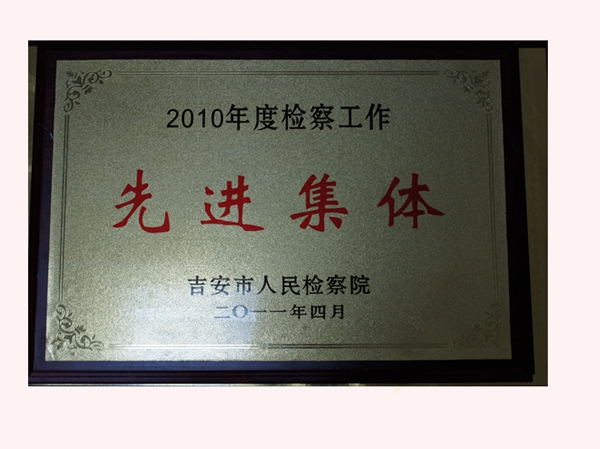 2010年度检察工作
先进集体
吉安市人民检察院
二〇一一年四月